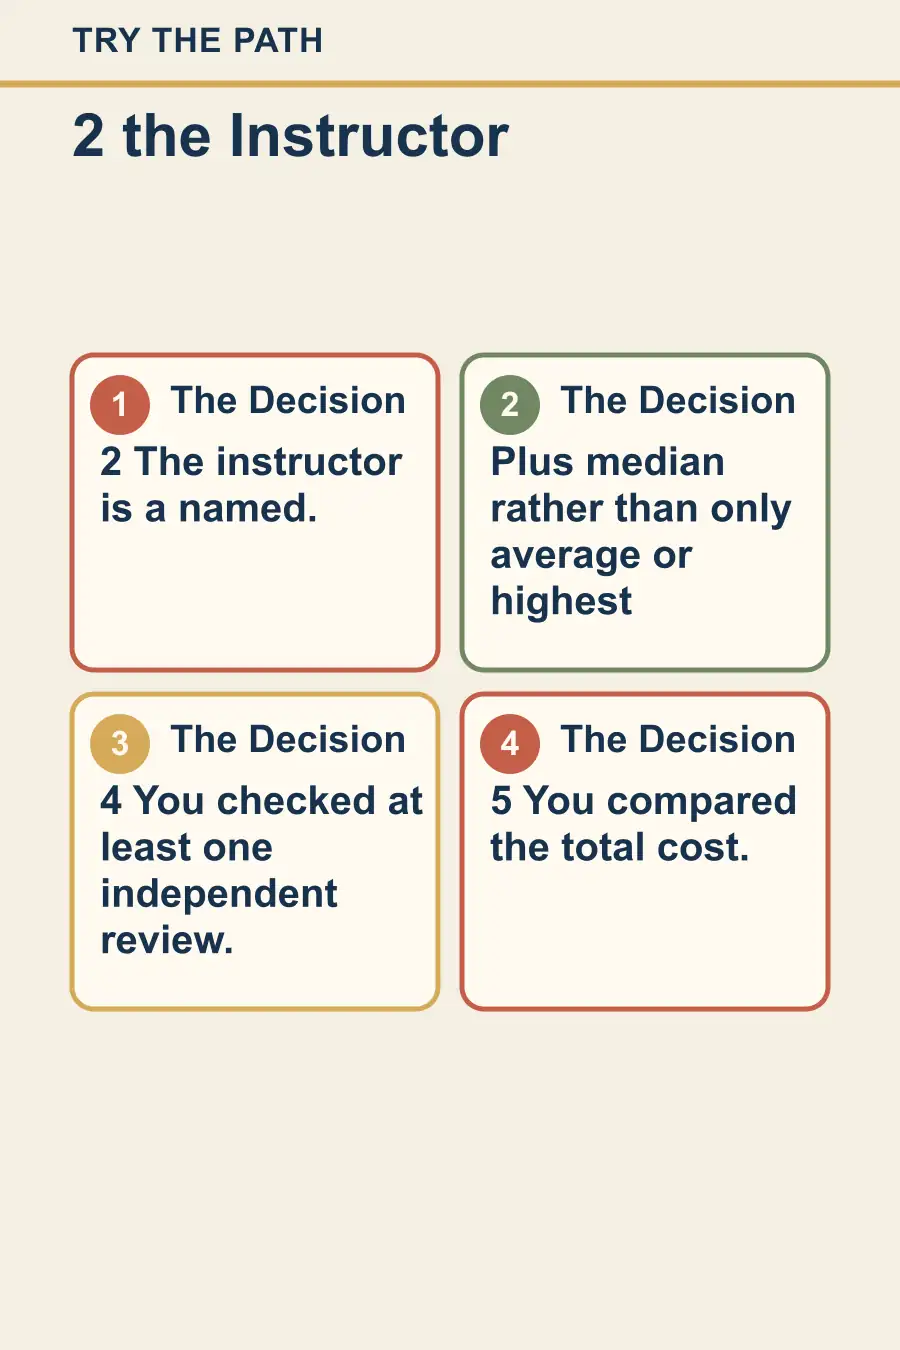 TRY THE PATH
2 the Instructor
1 The Decision
2 The instructor
is a named.
2 The Decision
Plus median
rather than only
average or
highest
3 The Decision
4 You checked at
least one
independent
review.
4 The Decision
5 You compared
the total cost.